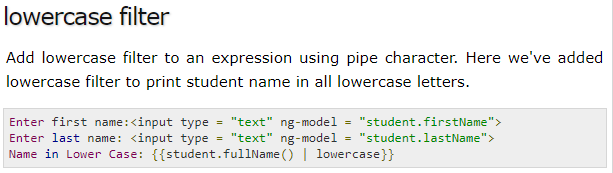 lowercase filter
Add lowercase filter to an expression using pipe character. Here we've added
lowercase filter to print student name in all lowercase letters.
Enter first name:<input type = "text" ng-model = "student.firstName">
Enter last name: <input type = "text" ng-model = "student.lastName">
Name in Lower Case: {{student.fullName() | lowercase}}